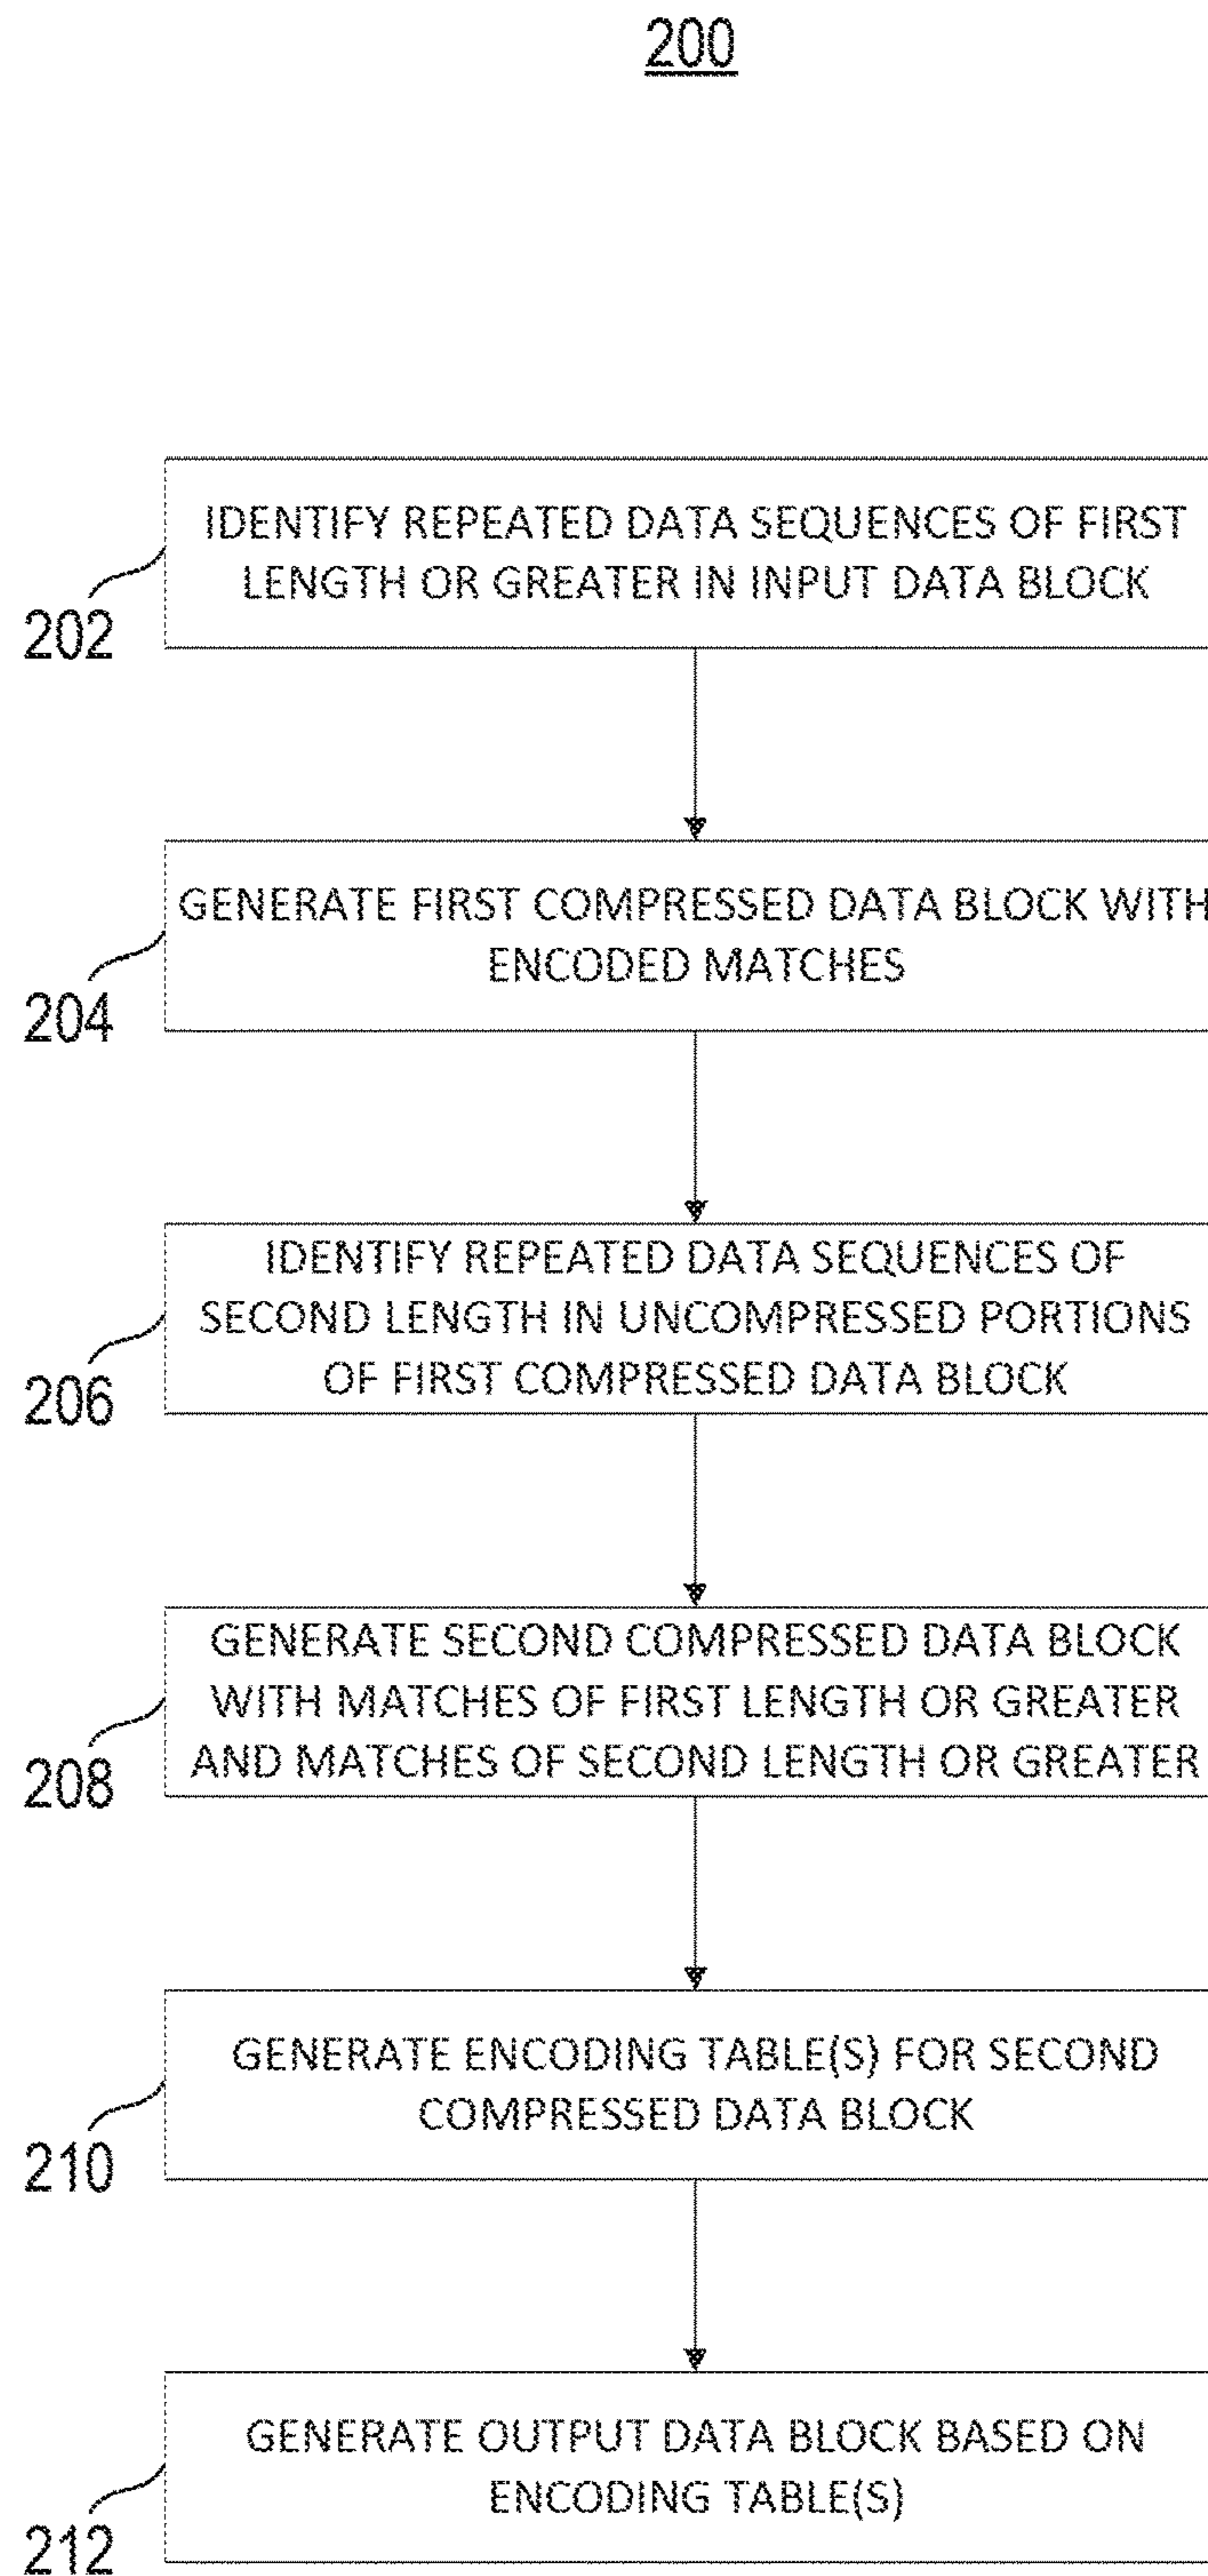 200
IDENTIFY REPEATED DATA SEQUENCES OF FIRST
LENGTH OR GREATER IN INPUT DATA BLOCK
202
GENERATE FIRST COMPRESSED DATA BLOCK WITH
ENCODED MATCHES
204
IDENTIFY REPEATED DATA SEQUENCES OF
SECOND LENGTH IN UNCOMPRESSED PORTIONS
OF FIRST COMPRESSED DATA BLOCK
206
GENERATE SECOND COMPRESSED DATA BLOCK
WITH MATCHES OF FIRST LENGTH OR GREATER
AND MATCHES OF SECOND LENGTH OR GREATER
208
GENERATE ENCODING TABLE(S) FOR SECOND
COMPRESSED DATA BLOCK
210
GENERATE OUTPUT DATA BLOCK BASED ON
ENCODING TABLE(S)
212